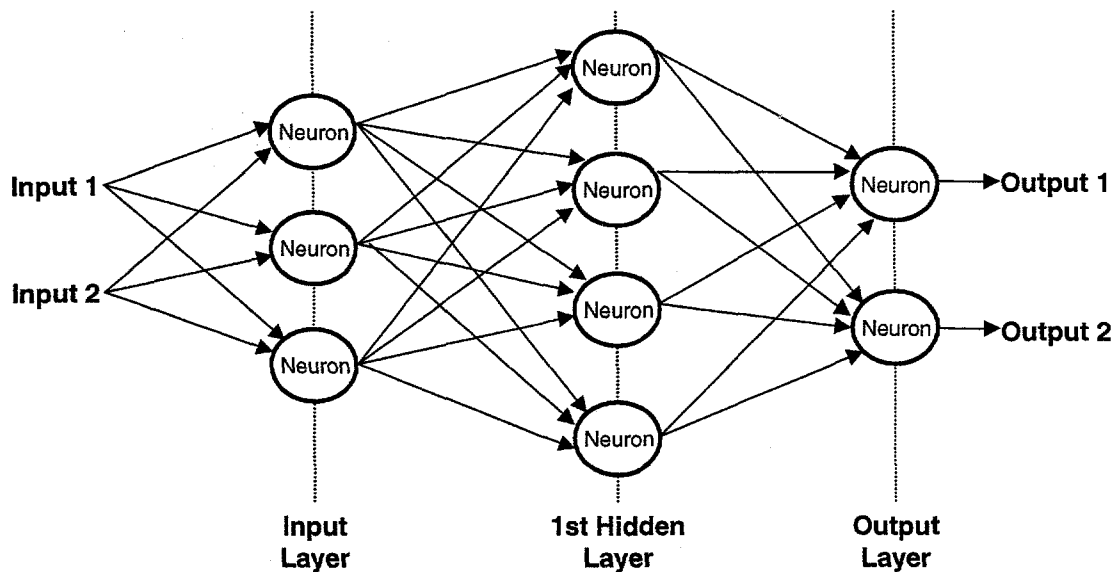 Neuron
Neuron
Neuron
Neuron
Input 1
Neuron
Output 1
Neuron
Input 2
Neuron
Neuron
Output 2
Neuron
Neuron
Input
Layer
1st Hidden
Layer
Output
Layer